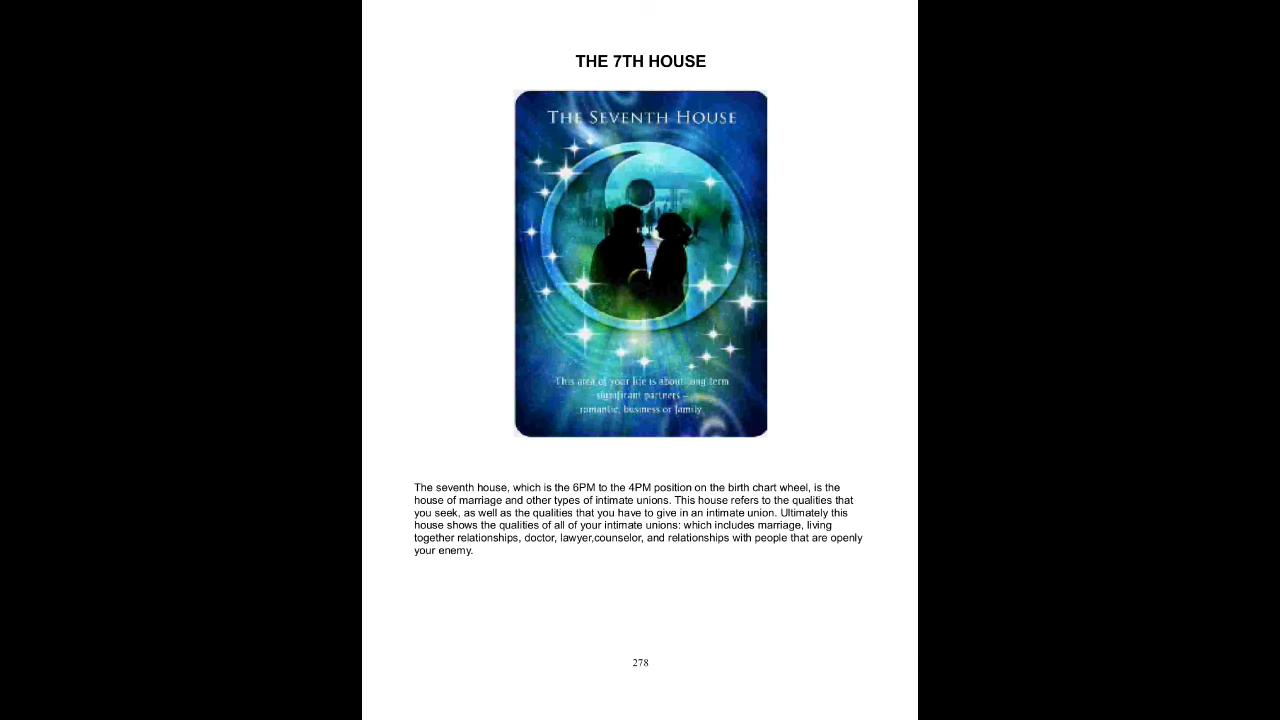 THE 7TH HOUSE
THE SEVENTH HOUSE
This area of your life is about long term
significant partners –
romantic, business or family
The seventh house, which is the 6PM to the 4PM position on the birth chart wheel, is the
house of marriage and other types of intimate unions. This house refers to the qualities that
you seek, as well as the qualities that you have to give in an intimate union. Ultimately this
house shows the qualities of all of your intimate unions: which includes marriage, living
together relationships, doctor, lawyer,counselor, and relationships with people that are openly
your enemy.
278